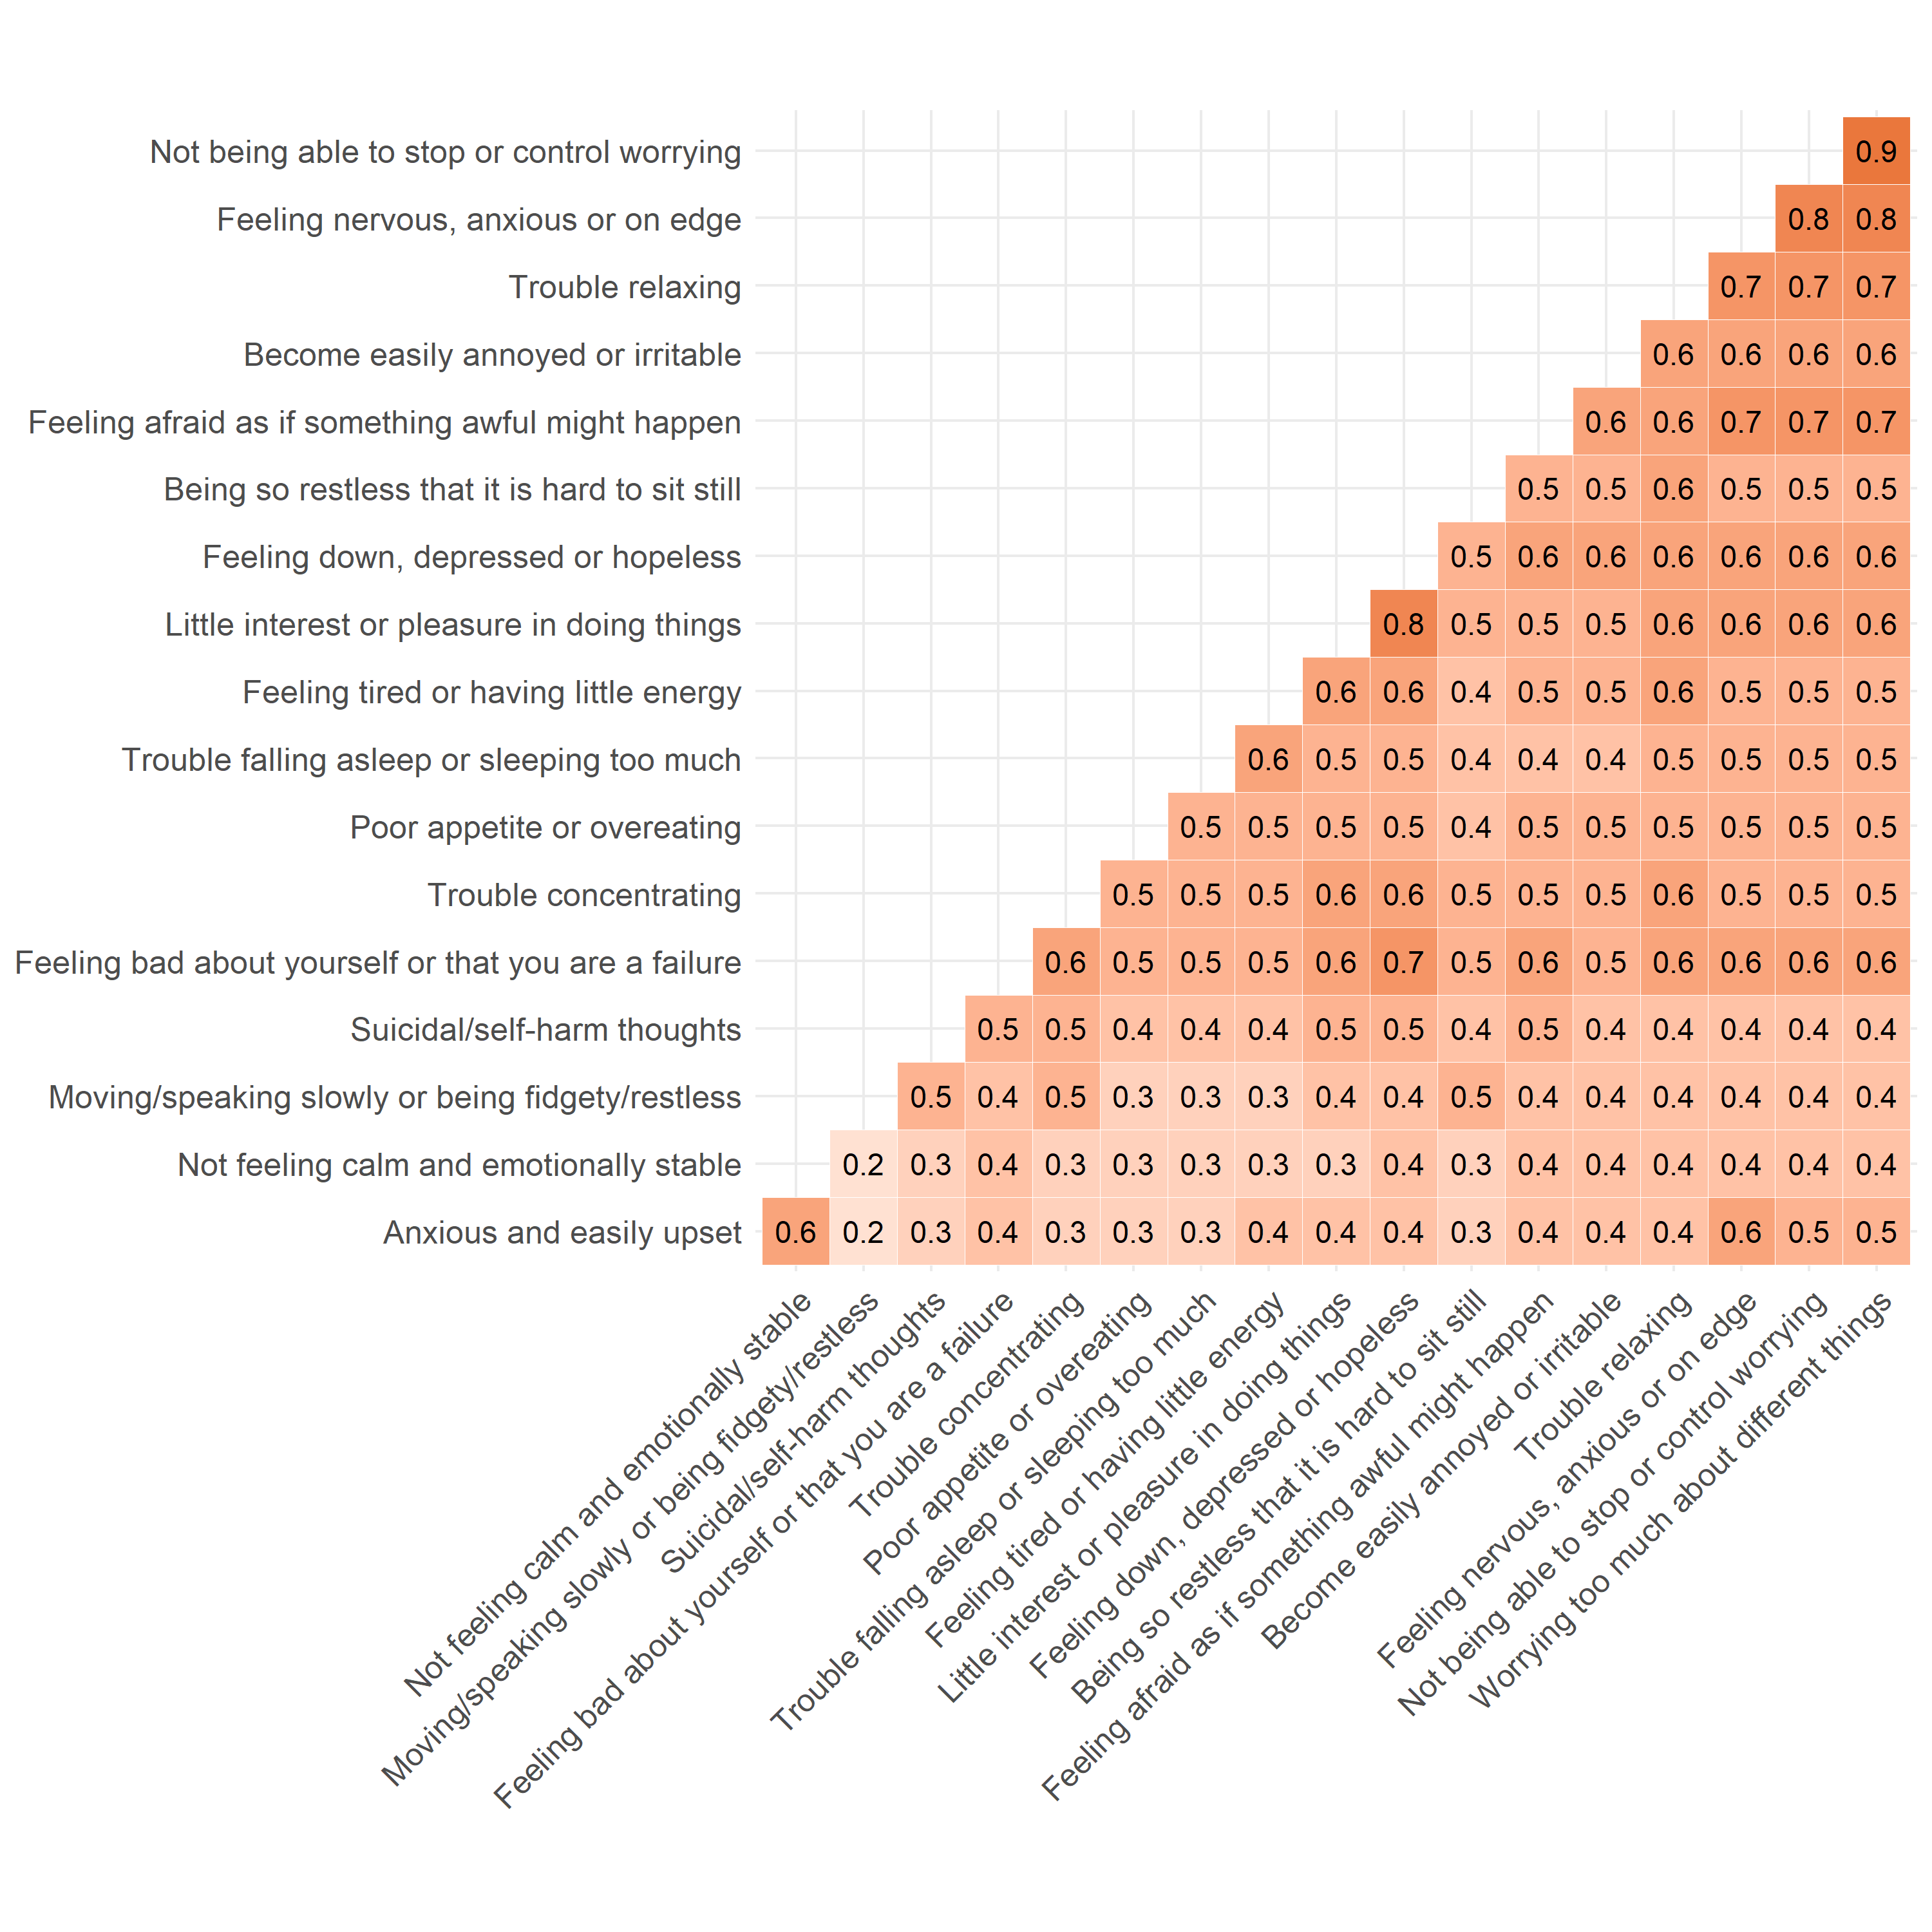 Not being able to stop or control worrying 0.9
Feeling nervous, anxious or on edge 0.8 0.8
Trouble relaxing 0.7 0.7 0.7
Become easily annoyed or irritable 0.6 0.6 0.6 0.6
Feeling afraid as if something awful might happen 0.6 0.6 0.7 0.7 0.7
Being so restless that it is hard to sit still 0.5 0.5 0.6 0.5 0.5 0.5
Feeling down, depressed or hopeless 0.5 0.6 0.6 0.6 0.6 0.6 0.6
Little interest or pleasure in doing things 0.8 0.5 0.5 0.5 0.6 0.6 0.6 0.6
Feeling tired or having little energy 0.6 0.6 0.4 0.5 0.5 0.6 0.5 0.5 0.5
Trouble falling asleep or sleeping too much 0.6 0.5 0.5 0.4 0.4 0.4 0.5 0.5 0.5 0.5
Poor appetite or overeating 0.5 0.5 0.5 0.5 0.4 0.5 0.5 0.5 0.5 0.5 0.5
Trouble concentrating 0.5 0.5 0.5 0.6 0.6 0.5 0.5 0.5 0.6 0.5 0.5 0.5
Feeling bad about yourself or that you are a failure 0.6 0.5 0.5 0.5 0.6 0.7 0.5 0.6 0.5 0.6 0.6 0.6 0.6
Suicidal/self-harm thoughts 0.5 0.5 0.4 0.4 0.4 0.5 0.5 0.4 0.5 0.4 0.4 0.4 0.4 0.4
Moving/speaking slowly or being fidgety/restless 0.5 0.4 0.5 0.3 0.3 0.3 0.4 0.4 0.5 0.4 0.4 0.4 0.4 0.4 0.4
Not feeling calm and emotionally stable 0.2 0.3 0.4 0.3 0.3 0.3 0.3 0.3 0.4 0.3 0.4 0.4 0.4 0.4 0.4 0.4
Anxious and easily upset 0.6 0.2 0.3 0.4 0.3 0.3 0.3 0.4 0.4 0.4 0.3 0.4 0.4 0.4 0.6 0.5 0.5
Not feeling calm and emotionally stable
Moving/speaking slowly or being fidgety/restless
Suicidal/self-harm thoughts
Feeling bad about yourself or that you are a failure
Trouble concentrating
Poor appetite or overeating
Trouble falling asleep or sleeping too much
Feeling tired or having little energy
Little interest or pleasure in doing things
Feeling down, depressed or hopeless
Being so restless that it is hard to sit still
Feeling afraid as if something awful might happen
Become easily annoyed or irritable
Trouble relaxing
Feeling nervous, anxious or on edge
Not being able to stop or control worrying
Worrying too much about different things